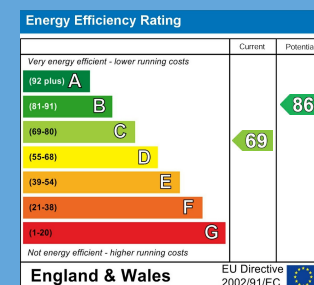 Energy Efficiency Rating
Current Potentia
Very energy efficient - lower running costs
(92 plus) A
(81-91) B 86
(69-80) C 69
(55-68) D
(39-54) E
(21-38) F
(1-20) G
Not energy efficient - higher running costs
England & Wales
EU Directive
2002/91/EC